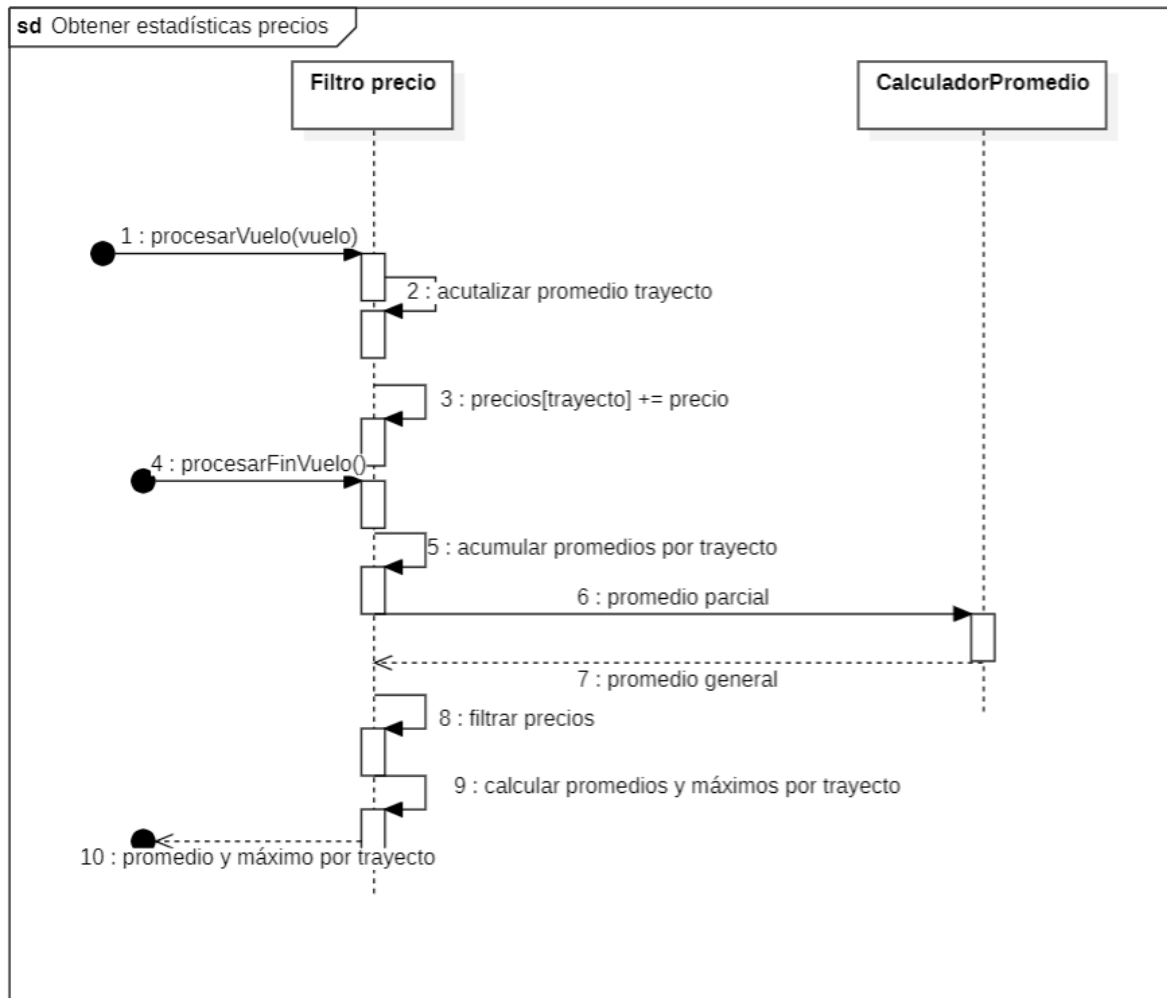 sd Obtener estadísticas precios
Filtro precio
CalculadorPromedio
1 : procesarVuelo(vuelo)
2 : acutalizar promedio trayecto
3 : precios[trayecto] += precio
4 : procesarFinVuelo()
5 : acumular promedios por trayecto
6 : promedio parcial
7 : promedio general
8 : filtrar precios
9 : calcular promedios y máximos por trayecto
10 : promedio y máximo por trayecto